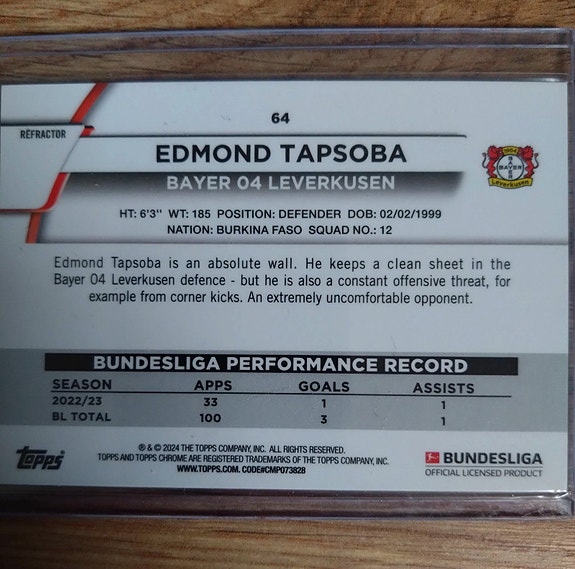 64
REFRACTOR
EDMOND TAPSOBA
BAYER 04 LEVERKUSEN
1904
BAYER
Leverkusen
HT: 6'3" WT: 185 POSITION: DEFENDER DOB: 02/02/1999
NATION: BURKINA FASO SQUAD NO.: 12
Edmond Tapsoba is an absolute wall. He keeps a clean sheet in the
Bayer 04 Leverkusen defence - but he is also a constant offensive threat, for
example from corner kicks. An extremely uncomfortable opponent.
BUNDESLIGA PERFORMANCE RECORD
SEASON APPS GOALS ASSISTS
2022/23 33 1 1
BL TOTAL 100 3 1
Topps
® & © 2024 THE TOPPS COMPANY, INC. ALL RIGHTS RESERVED.
TOPPS AND TOPPS CHROME ARE REGISTERED TRADEMARKS OF THE TOPPS COMPANY, INC.
WWW.TOPPS.COM. CODE#CMP073828
BUNDESLIGA
OFFICIAL LICENSED PRODUCT